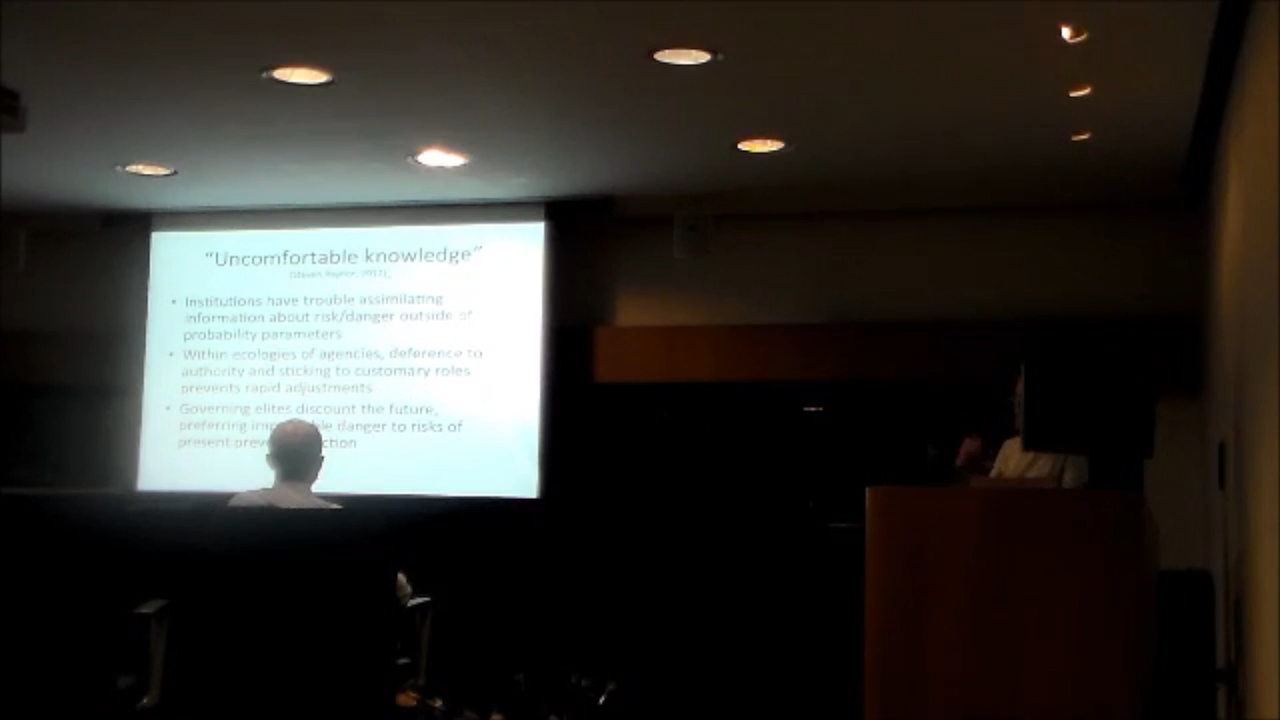 “Uncomfortable knowledge”
• Institutions have trouble assimilating
information about risk/danger outside of
probability parameters
• Within ecologies of agencies, deference to
authority and sticking to customary roles
prevents rapid adjustments
• Governing elites discount the future,
preferring danger to risks of
present